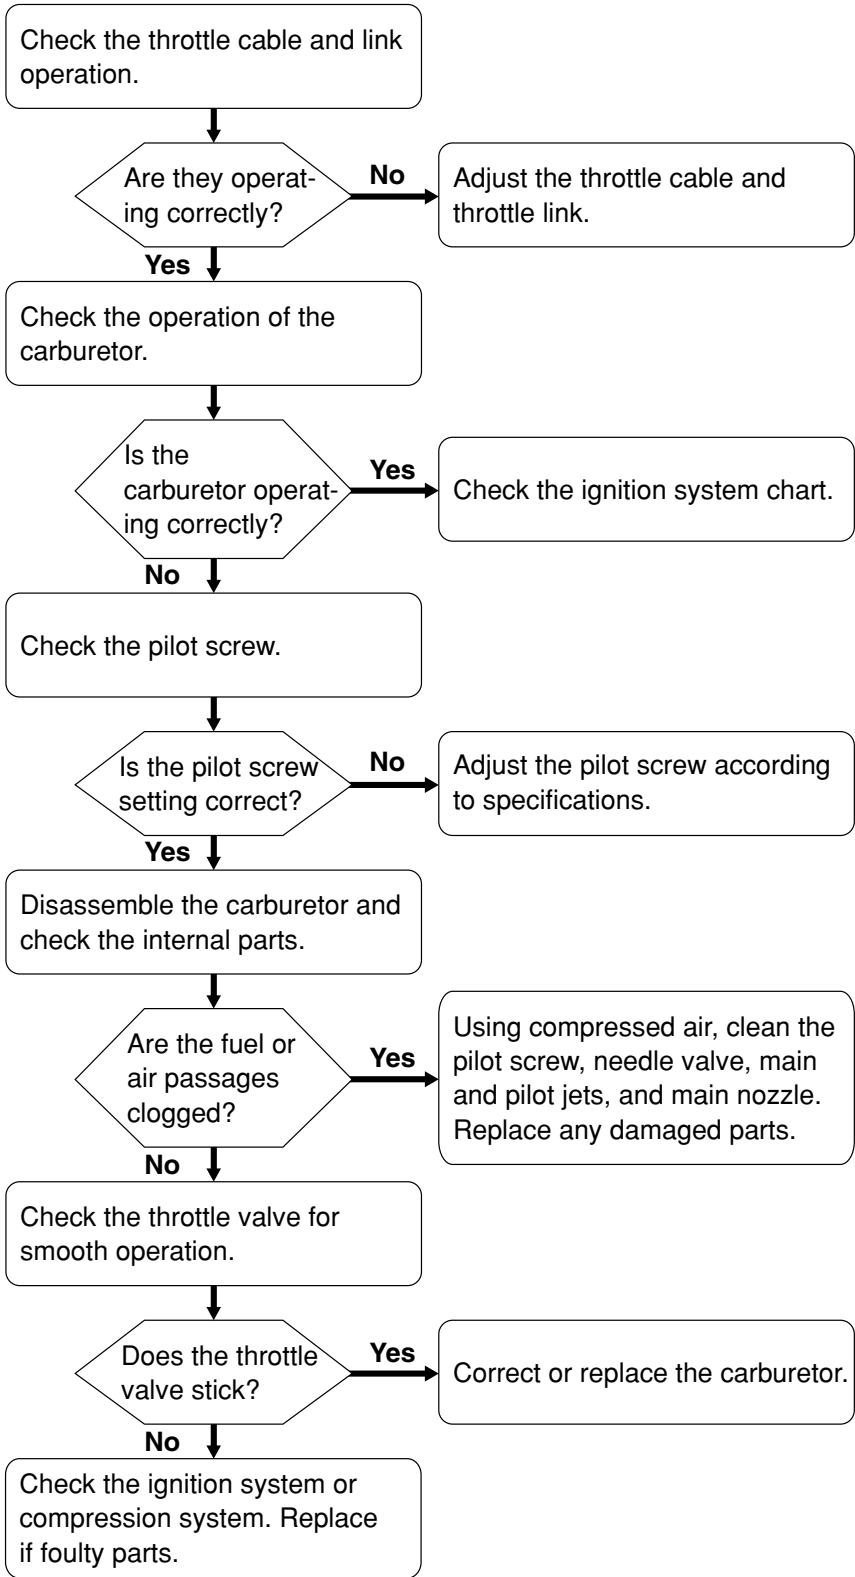 Check the throttle cable and link
operation.
Are they operat-
ing correctly?
No
Adjust the throttle cable and
throttle link.
Yes
Check the operation of the
carburetor.
Is the
carburetor operat-
ing correctly?
Yes
Check the ignition system chart.
No
Check the pilot screw.
Is the pilot screw
setting correct?
No
Adjust the pilot screw according
to specifications.
Yes
Disassemble the carburetor and
check the internal parts.
Are the fuel or
air passages
clogged?
Yes
Using compressed air, clean the
pilot screw, needle valve, main
and pilot jets, and main nozzle.
Replace any damaged parts.
No
Check the throttle valve for
smooth operation.
Does the throttle
valve stick?
Yes
Correct or replace the carburetor.
No
Check the ignition system or
compression system. Replace
if foulty parts.